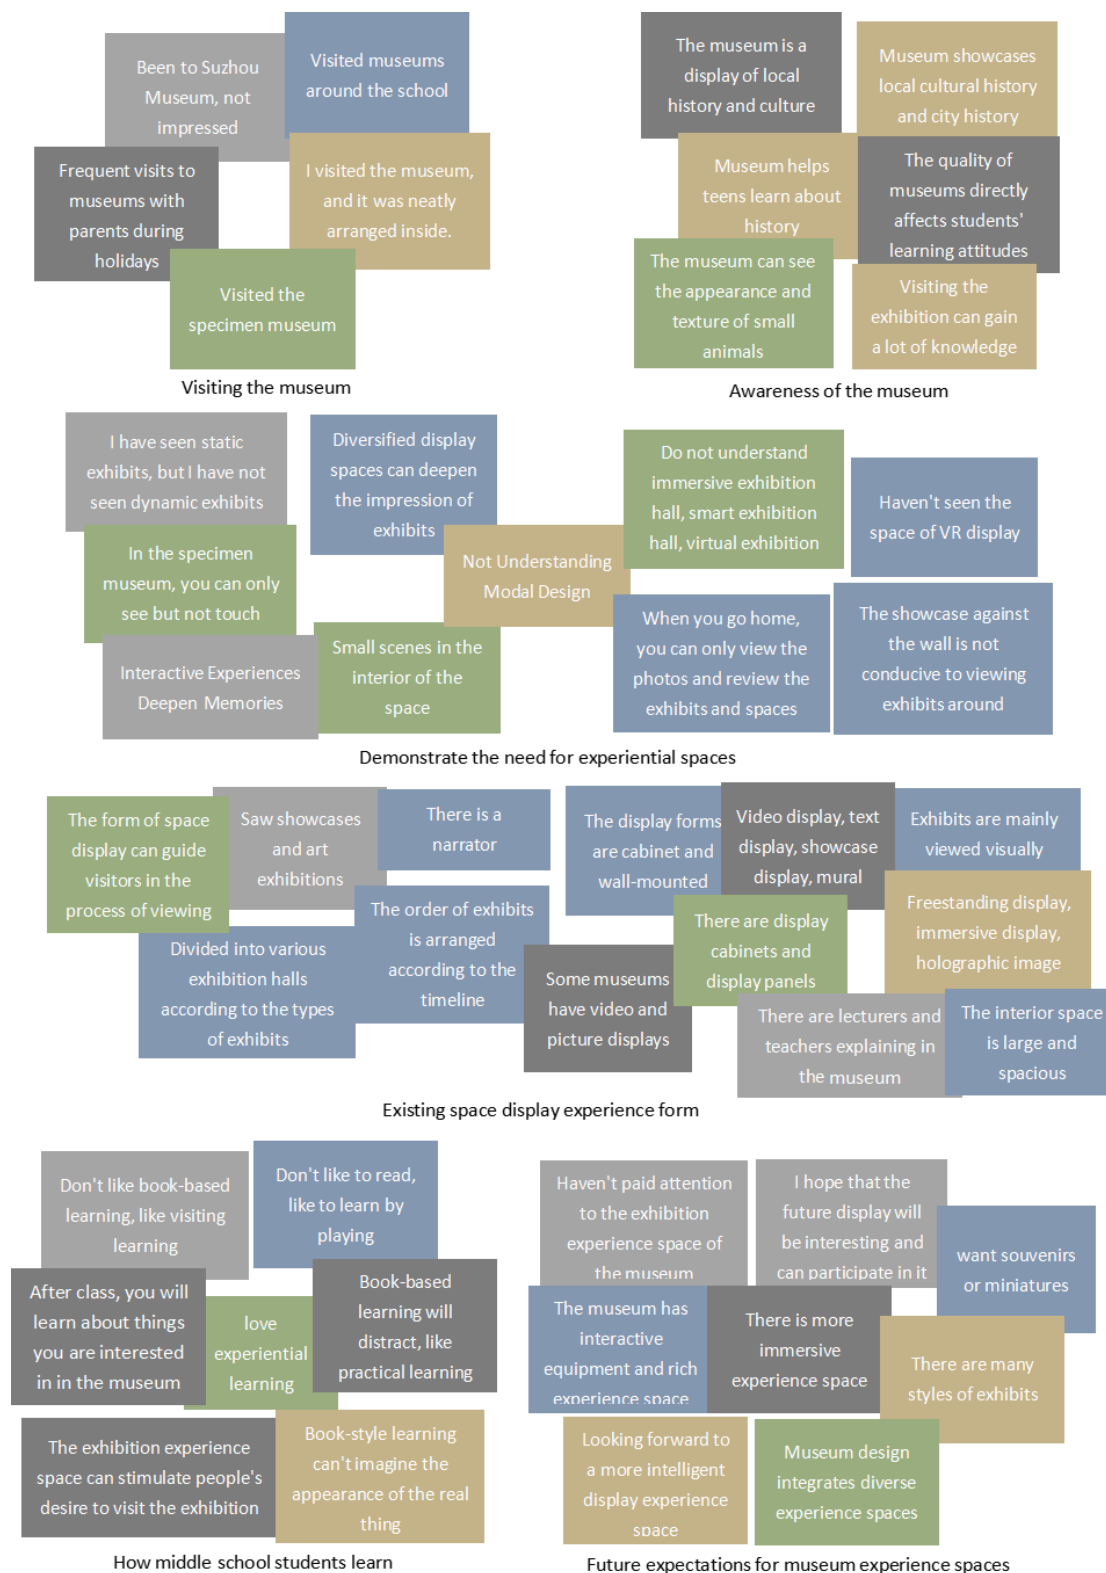 Been to Suzhou
Museum, not
impressed
Visited museums
around the school
Frequent visits to
museums with
parents during
holidays
I visited the museum,
and it was neatly
arranged inside.
Visited the
specimen museum
Visiting the museum
The museum is a
display of local
history and culture
Museum showcases
local cultural history
and city history
Museum helps
teens learn about
history
The quality of
museums directly
affects students'
learning attitudes
The museum can see
the appearance and
texture of small
animals
Visiting the
exhibition can gain
a lot of knowledge
Awareness of the museum
I have seen static
exhibits, but I have not
seen dynamic exhibits
Diversified display
spaces can deepen
the impression of
exhibits
Do not understand
immersive exhibition
hall, smart exhibition
hall, virtual exhibition
Haven't seen the
space of VR display
In the specimen
museum, you can only
see but not touch
Not Understanding
Modal Design
Interactive Experiences
Deepen Memories
Small scenes in the
interior of the
space
When you go home,
you can only view the
photos and review the
exhibits and spaces
The showcase against
the wall is not
conducive to viewing
exhibits around
Demonstrate the need for experiential spaces
The form of space
display can guide
visitors in the
process of viewing
Saw showcases
and art
exhibitions
There is a
narrator
The display forms
are cabinet and
wall-mounted
Video display, text
display, showcase
display, mural
Exhibits are mainly
viewed visually
Divided into various
exhibition halls
according to the types
of exhibits
The order of exhibits
is arranged
according to the
timeline
Some museums
have video and
picture displays
There are display
cabinets and
display panels
Freestanding display,
immersive display,
holographic image
There are lecturers and
teachers explaining in
the museum
The interior space
is large and
spacious
Existing space display experience form
Don't like book-based
learning, like visiting
learning
Don't like to read,
like to learn by
playing
After class, you will
learn about things
you are interested
in in the museum
love
experiential
learning
Book-based
learning will
distract, like
practical learning
The exhibition experience
space can stimulate people's
desire to visit the exhibition
Book-style learning
can't imagine the
appearance of the real
thing
How middle school students learn
Haven't paid attention
to the exhibition
experience space of
the museum
I hope that the
future display will
be interesting and
can participate in it
want souvenirs
or miniatures
The museum has
interactive
equipment and rich
experience space
There is more
immersive
experience space
There are many
styles of exhibits
Looking forward to
a more intelligent
display experience
space
Museum design
integrates diverse
experience spaces
Future expectations for museum experience spaces